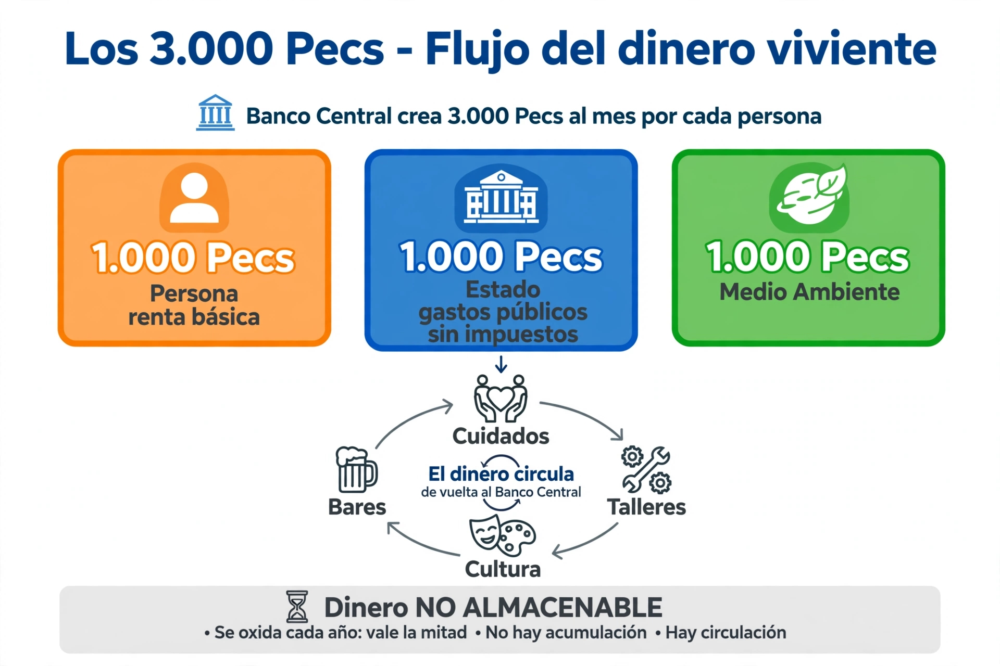 Los 3.000 Pecs - Flujo del dinero viviente
Banco Central crea 3.000 Pecs al mes por cada persona
1.000 Pecs
Persona
renta básica
1.000 Pecs
Estado
gastos públicos
sin impuestos
1.000 Pecs
Medio Ambiente
Cuidados
El dinero circula
de vuelta al Banco Central
Bares
Talleres
Cultura
Dinero NO ALMACENABLE
• Se oxida cada año: vale la mitad • No hay acumulación • Hay circulación